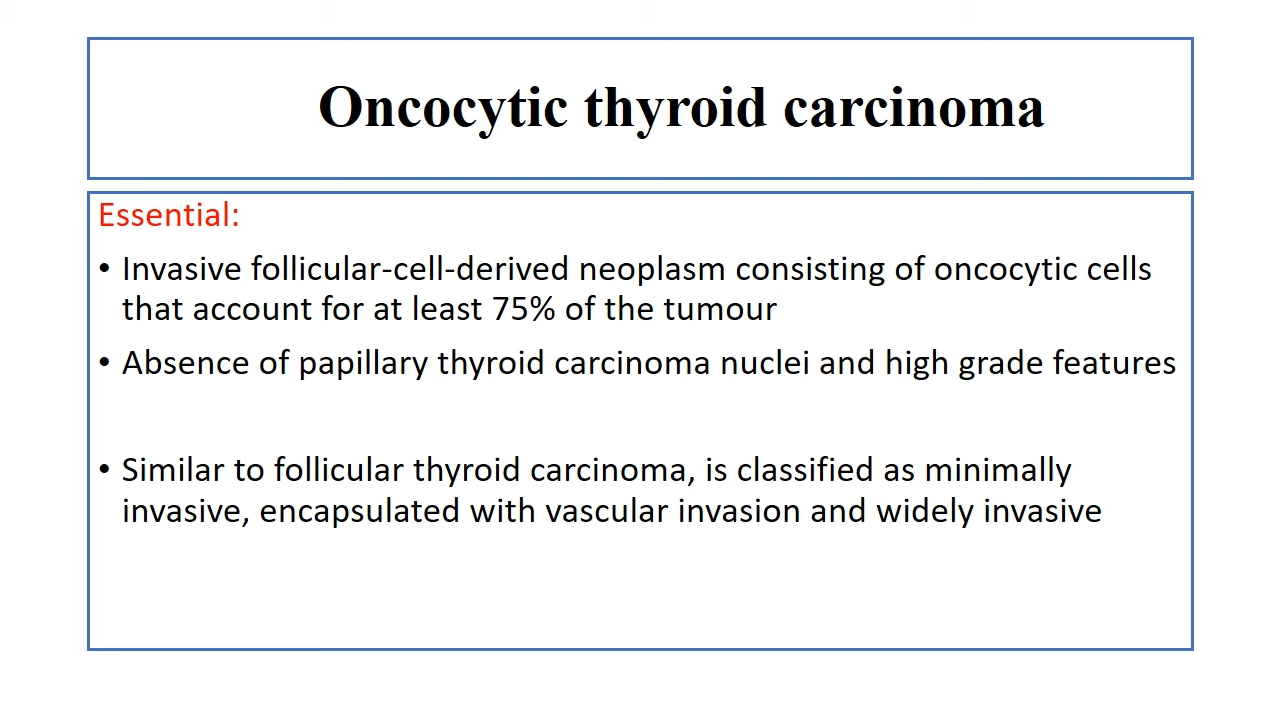 Oncocytic thyroid carcinoma
Essential:
• Invasive follicular-cell-derived neoplasm consisting of oncocytic cells
that account for at least 75% of the tumour
• Absence of papillary thyroid carcinoma nuclei and high grade features
• Similar to follicular thyroid carcinoma, is classified as minimally
invasive, encapsulated with vascular invasion and widely invasive